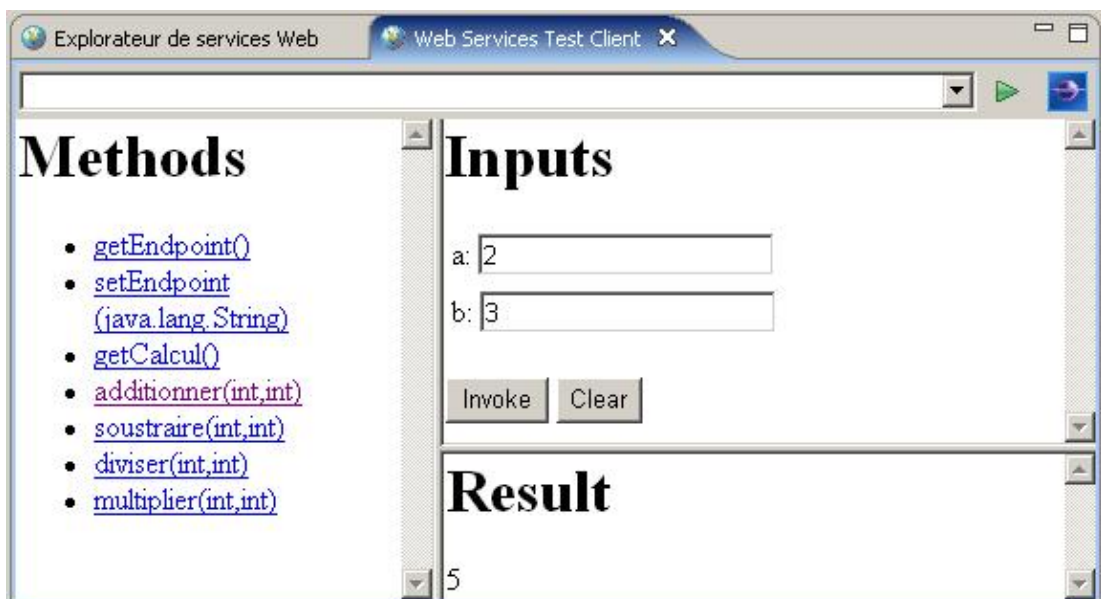 Explorateur de services Web
Web Services Test Client
Methods
getEndpoint()
setEndpoint
(java.lang.String)
getCalcul()
additionner(int,int)
soustraire(int,int)
diviser(int,int)
multiplier(int,int)
Inputs
a: 2
b: 3
Invoke Clear
Result
5